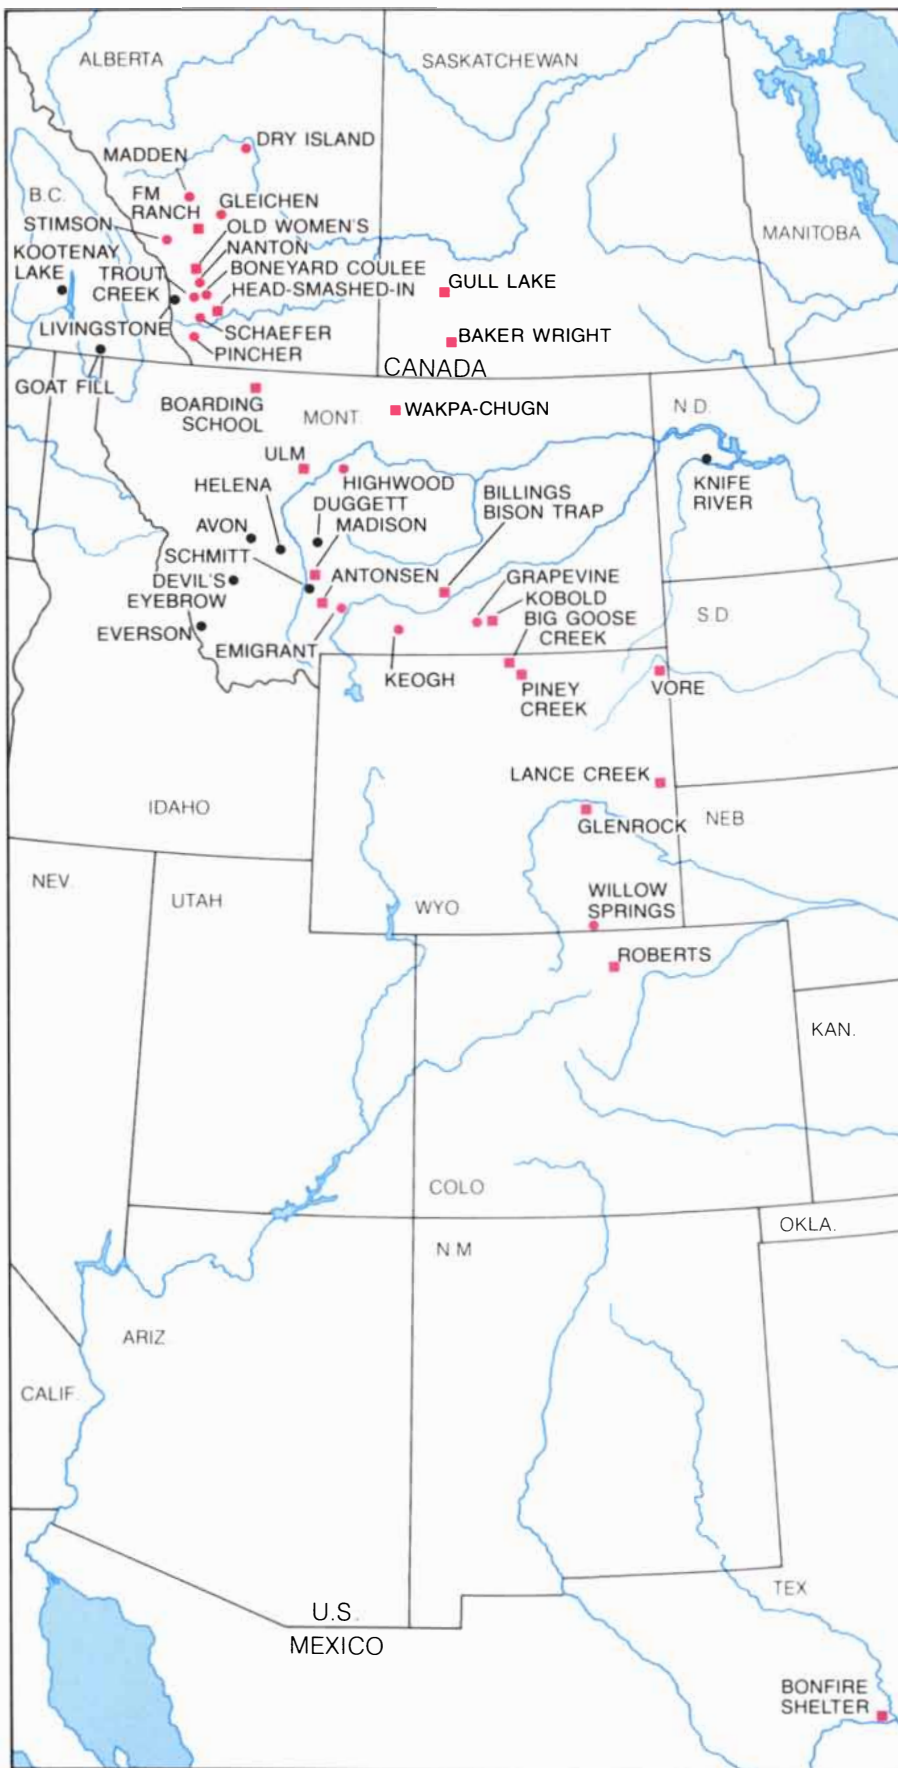 ALBERTA
SASKATCHEWAN
DRY ISLAND
MADDEN
B.C.
FM
RANCH
GLEICHEN
STIMSON
OLD WOMEN'S
MANITOBA
KOOTENAY
LAKE
NANTON
TROUT
CREEK
BONEYARD COULEE
HEAD-SMASHED-IN
GULL LAKE
LIVINGSTONE
SCHAEFER
PINCHER
BAKER WRIGHT
CANADA
GOAT FILL
BOARDING
SCHOOL
MONT.
WAKPA-CHUGN
N.D.
ULM
HELENA
HIGHWOOD
KNIFE
RIVER
DUGGETT
BILLINGS
BISON TRAP
AVON
MADISON
SCHMITT
DEVIL'S
EYEBROW
ANTONSEN
GRAPEVINE
KOBOLD
BIG GOOSE
CREEK
S.D
EVERSON
EMIGRANT
KEOGH
PINEY
CREEK
VORE
LANCE CREEK
IDAHO
GLENROCK
NEB
NEV.
UTAH
WYO
WILLOW
SPRINGS
ROBERTS
KAN.
COLO
OKLA.
N M
ARIZ
CALIF.
TEX
U.S.
MEXICO
BONFIRE
SHELTER